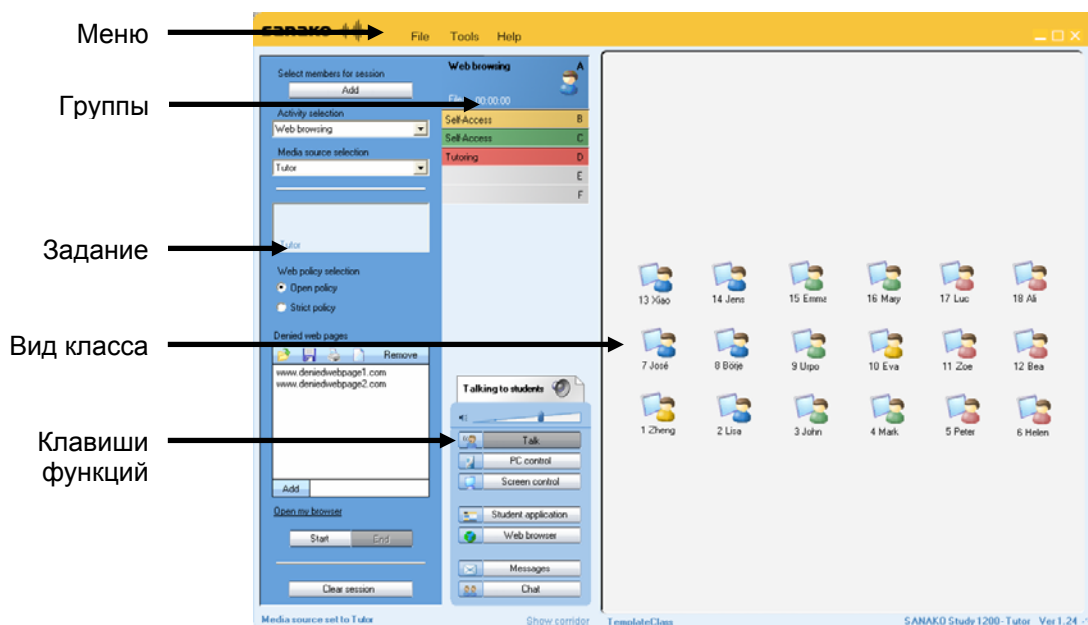 Меню
Группы
Задание
Вид класса
Клавиши
функций
sanako
File Tools Help
Select members for session
Add
Activity selection
Web browsing
Media source selection
Tutor
Tutor
Web policy selection
Open policy
Strict policy
Denied web pages
Remove
www.deniedwebpage1.com
www.deniedwebpage2.com
Add
Open my browser
Start End
Clear session
Media source set to Tutor
Web browsing A
File 00:00:00
Self-Access B
Self-Access C
Tutoring D
E
F
Talking to students
Talk
PC control
Screen control
Student application
Web browser
Messages
Chat
Show corridor
13 Xiao 14 Jens 15 Emma 16 Mary 17 Luc 18 Ali
7 José 8 Börje 9 Urpo 10 Eva 11 Zoe 12 Bea
1 Zheng 2 Lisa 3 John 4 Mark 5 Peter 6 Helen
TemplateClass
SANAKO Study 1200 - Tutor Ver 1.24